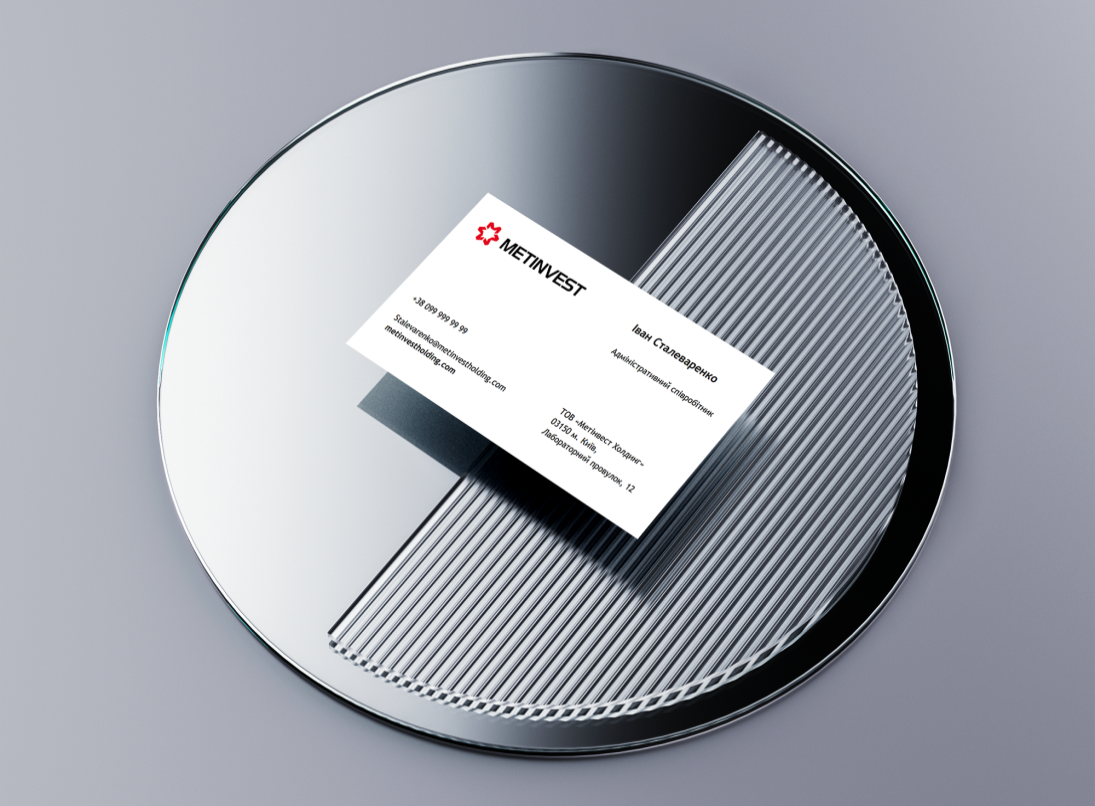 METINVEST
Іван Сталеваренко
Адміністративний співробітник
+38 099 999 99 99
Stalevarenko@metinvestholding.com
metinvestholding.com
ТОВ «Метінвест Холдинг»
03150 м. Київ,
Лабораторний провулок, 12